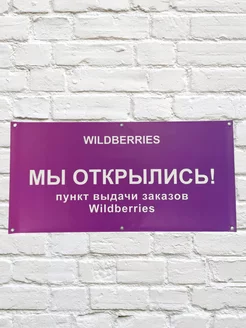 WILDBERRIES
МЫ ОТКРЫЛИСЬ!
пункт выдачи заказов
Wildberries